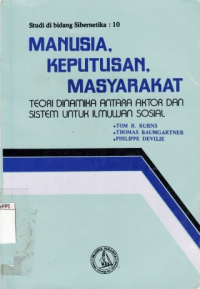 Studi di bidang Sibernetika : 10
MANUSIA,
KEPUTUSAN,
MASYARAKAT
TEORI DINAMIKA ANTARA AKTOR DAN
SISTEM UNTUK ILMUWAN SOSIAL
• TOM R. BURNS
• THOMAS BAUMGARTNER
• PHILIPPE DEVILLE